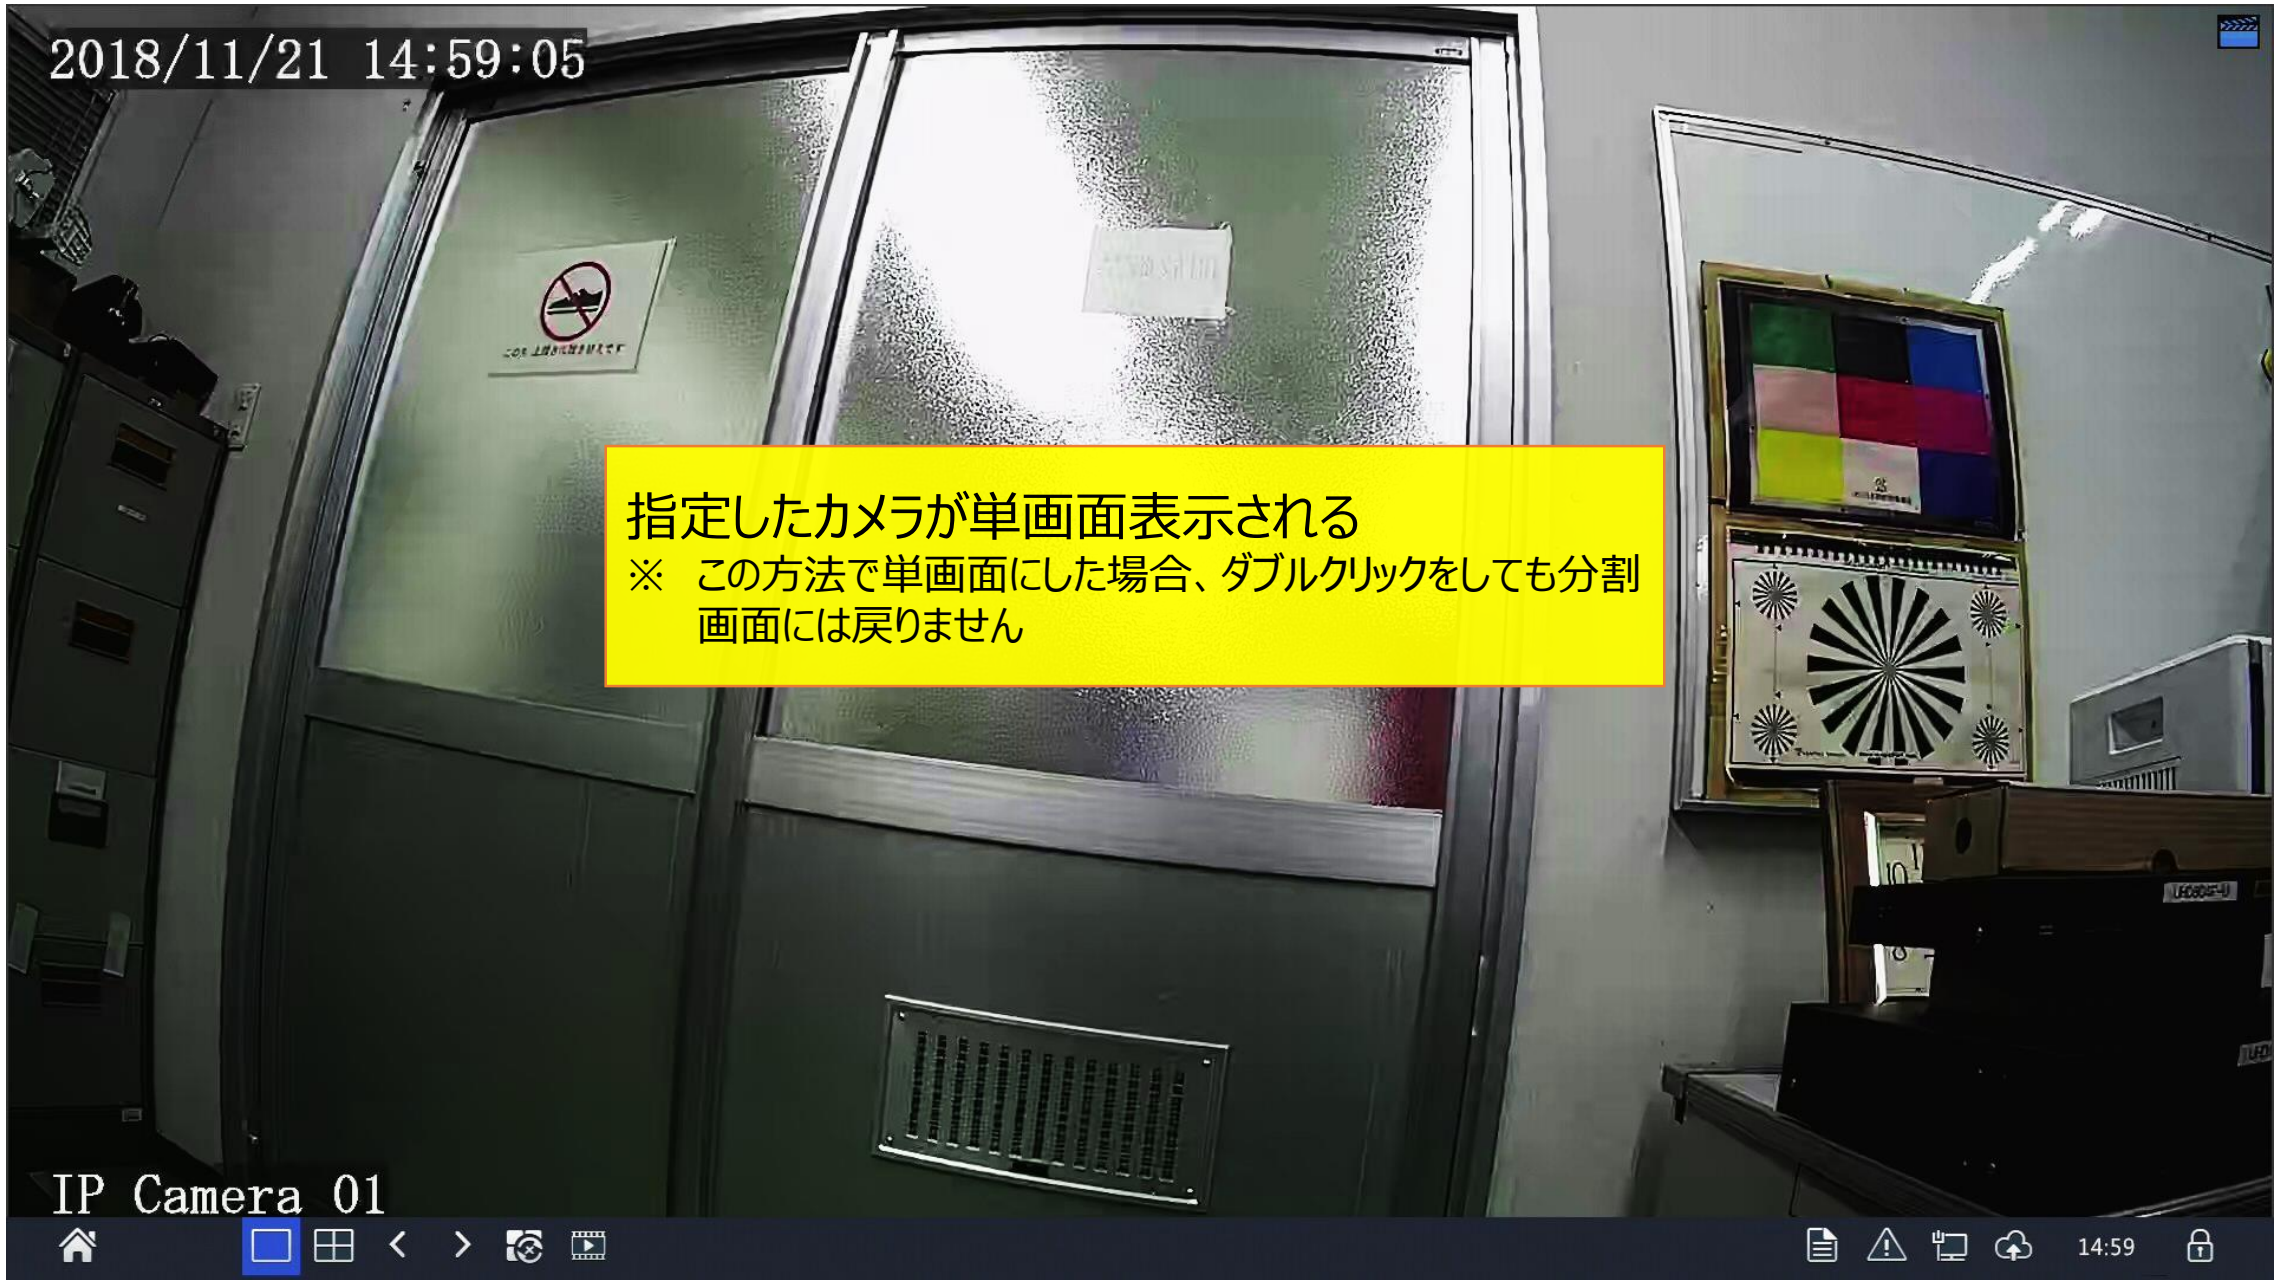 2018/11/21 14:59:05
指定したカメラが単画面表示される
※ この方法で単画面にした場合、ダブルクリックをしても分割
画面には戻りません
IP Camera 01
14:59